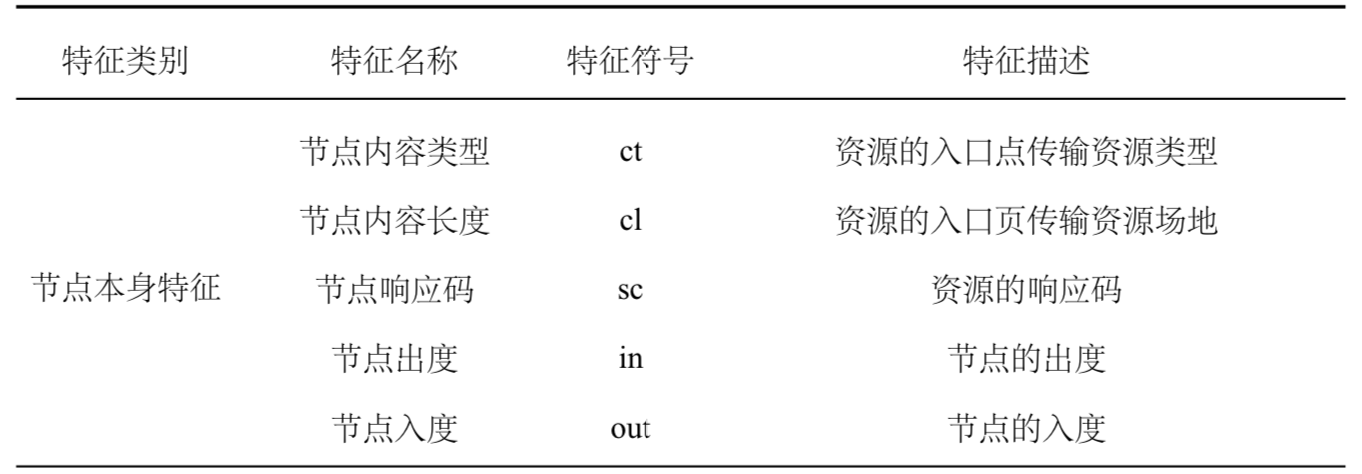 特征类别 特征名称 特征符号 特征描述
节点内容类型 ct 资源的入口点传输资源类型
节点内容长度 cl 资源的入口页传输资源场地
节点本身特征 节点响应码 sc 资源的响应码
节点出度 in 节点的出度
节点入度 out 节点的入度